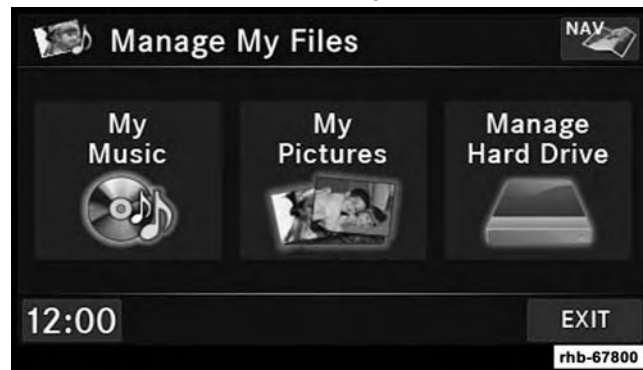 Manage My Files
NAV
My
Music
My
Pictures
Manage
Hard Drive
12:00
EXIT
rhb-67800